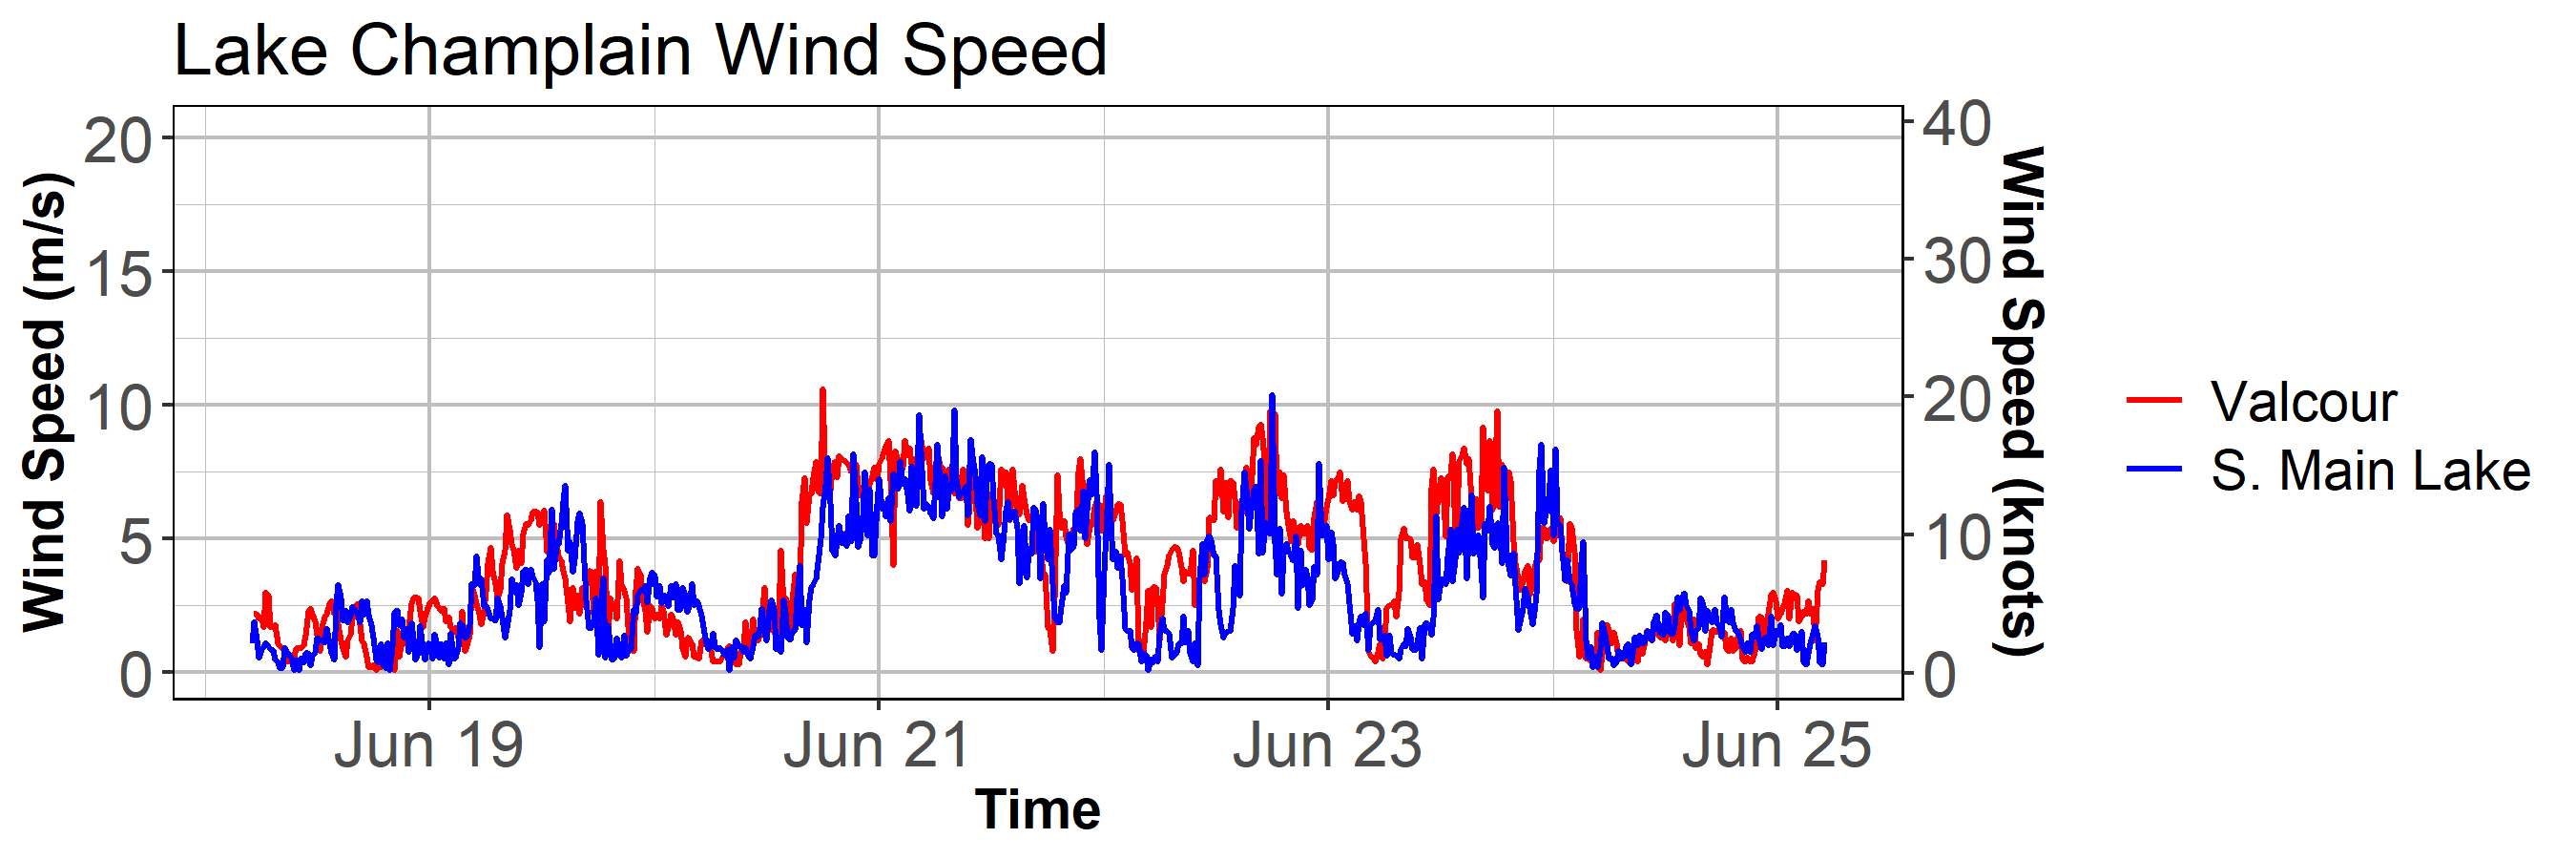 Lake Champlain Wind Speed
Wind Speed (m/s)
20
15
10
5
0
40
30
20
10
0
Wind Speed (knots)
Jun 19
Jun 21
Jun 23
Jun 25
Time
Valcour
S. Main Lake